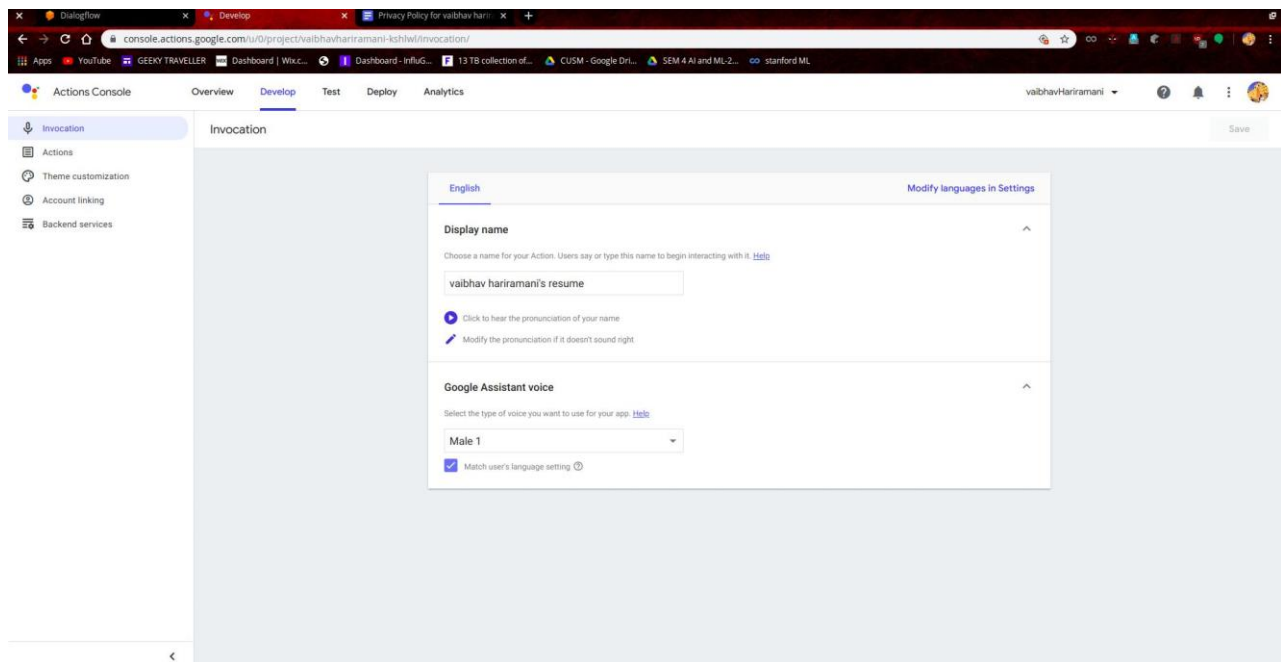 Dialogflow
Develop
Privacy Policy for vaibhav harir
console.actions.google.com/u/0/project/vaibhavhariramani-kshlwl/invocation/
Apps YouTube GEEKY TRAVELLER Dashboard | Wix.c... Dashboard - InfluG... 13 TB collection of... CUSM - Google Dri... SEM 4 AI and ML-2... stanford ML
Actions Console Overview Develop Test Deploy Analytics vaibhavHariramani
Invocation
Actions
Theme customization
Account linking
Backend services
Invocation
Save
English Modify languages in Settings
Display name
Choose a name for your Action. Users say or type this name to begin interacting with it. Help
vaibhav hariramani's resume
Click to hear the pronunciation of your name
Modify the pronunciation if it doesn't sound right
Google Assistant voice
Select the type of voice you want to use for your app. Help
Male 1
Match user's language setting